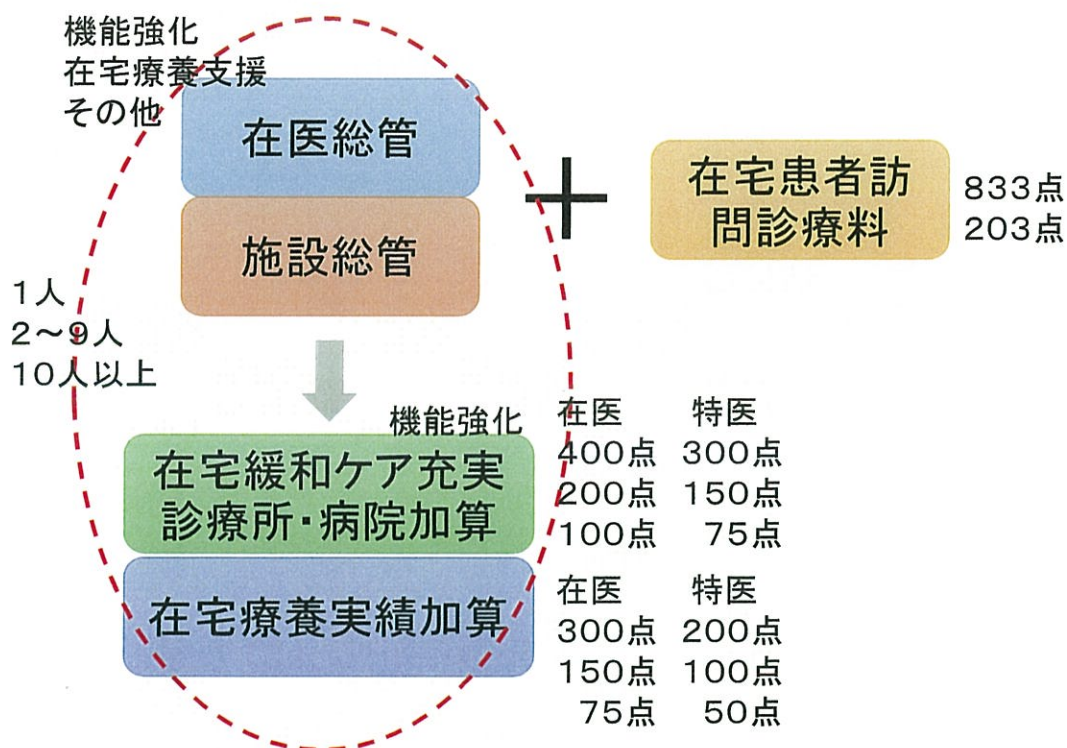 機能強化
在宅療養支援
その他
在医総管
施設総管
＋
在宅患者訪
問診療料
833点
203点
1人
2～9人
10人以上
機能強化
在宅緩和ケア充実
診療所・病院加算
在医 特医
400点 300点
200点 150点
100点 75点
在宅療養実績加算
在医 特医
300点 200点
150点 100点
75点 50点